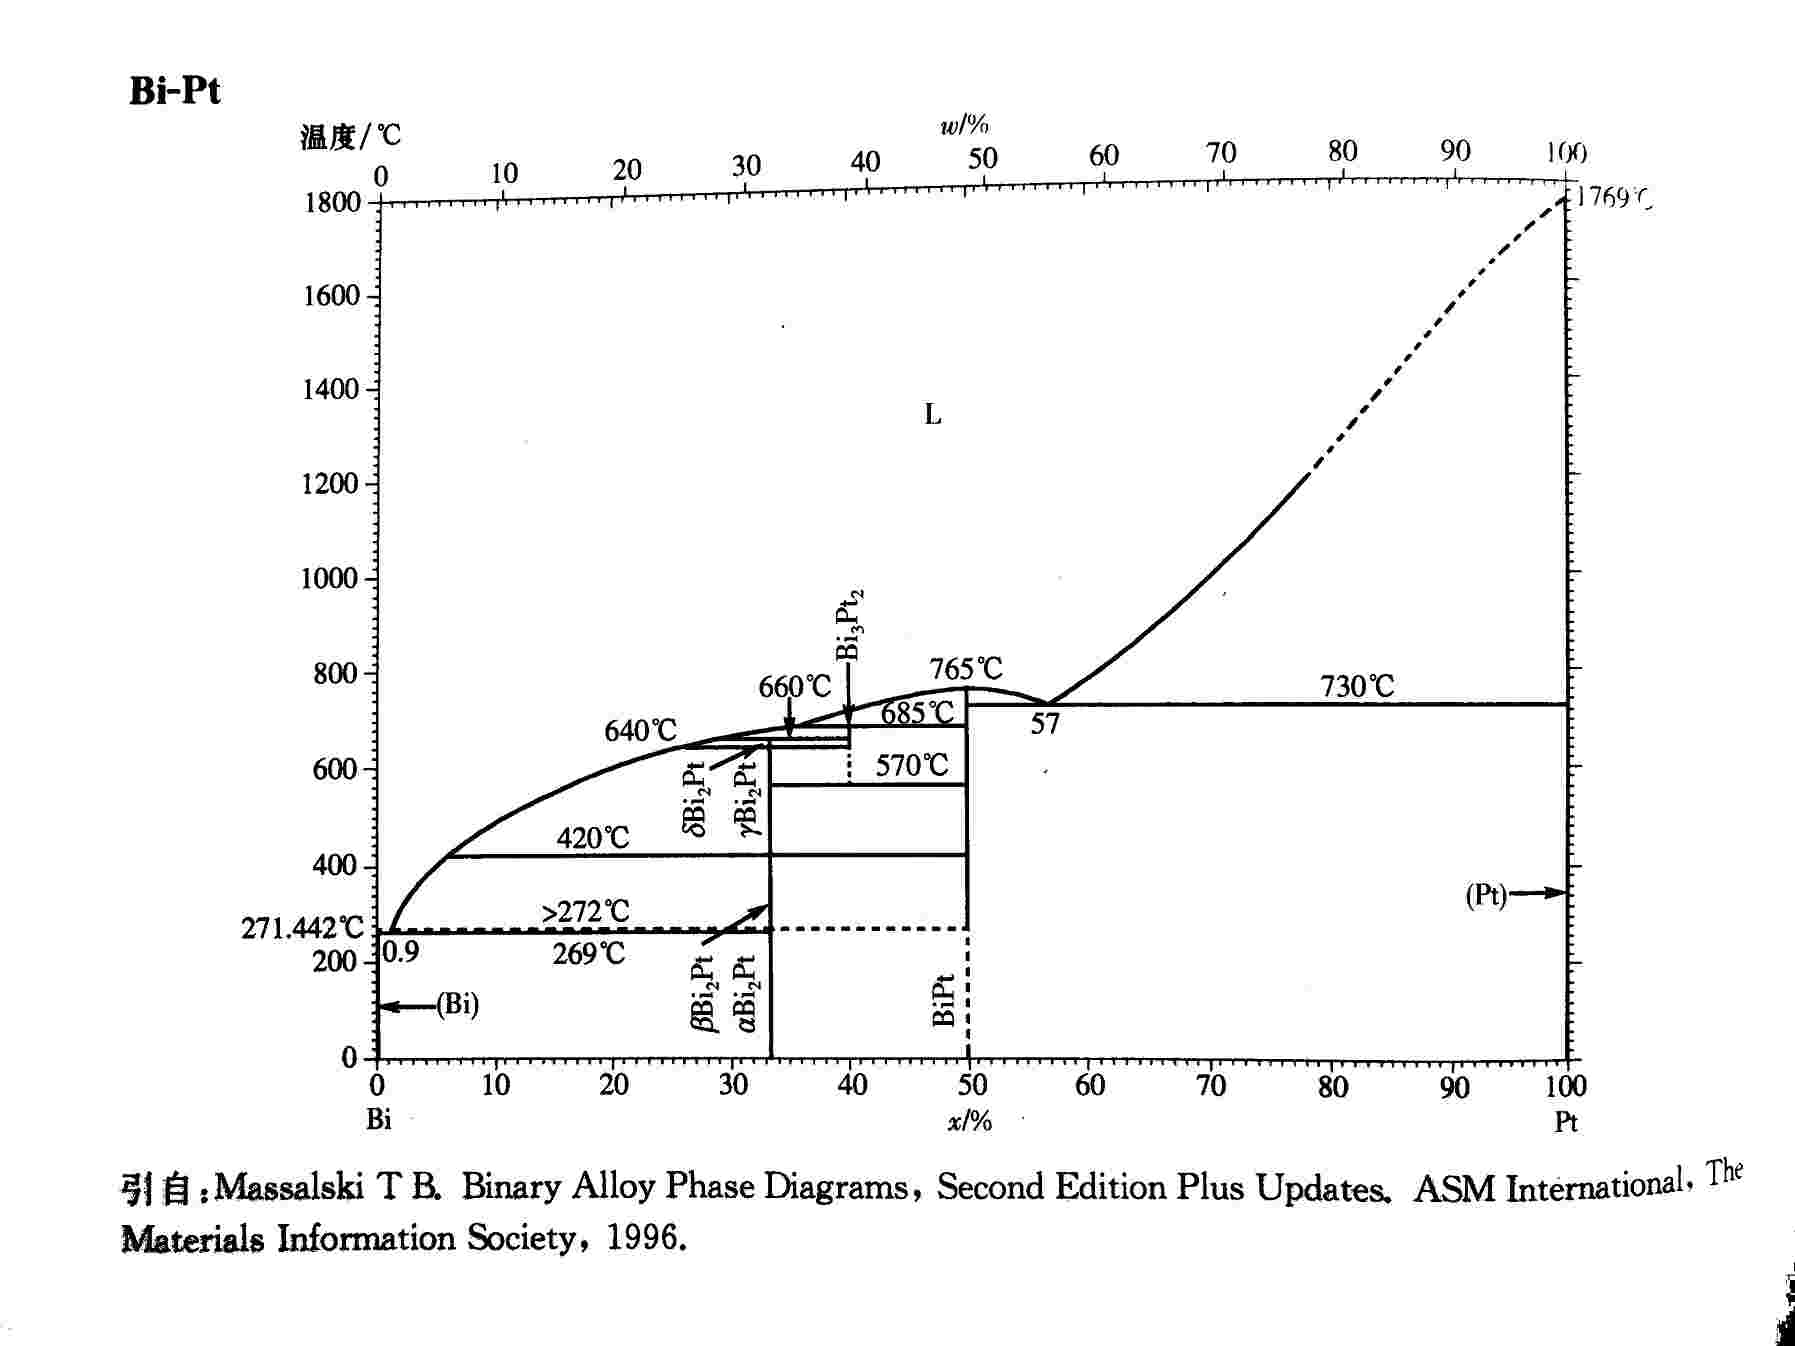 Bi-Pt
温度/℃
w/%
0 10 20 30 40 50 60 70 80 90 100
1800
1769℃
1600
1400
L
1200
1000
Bi₃Pt₂
800
765℃
660℃
730℃
685℃
640℃
57
600
570℃
δBi₂Pt
γBi₂Pt
420℃
400
(Pt)
>272℃
271.442℃
0.9
269℃
200
βBi₂Pt
αBi₂Pt
BiPt
(Bi)
0
0 10 20 30 40 50 60 70 80 90 100
Bi
x/%
Pt
引自:Massalski T B. Binary Alloy Phase Diagrams, Second Edition Plus Updates. ASM International, The
Materials Information Society, 1996.